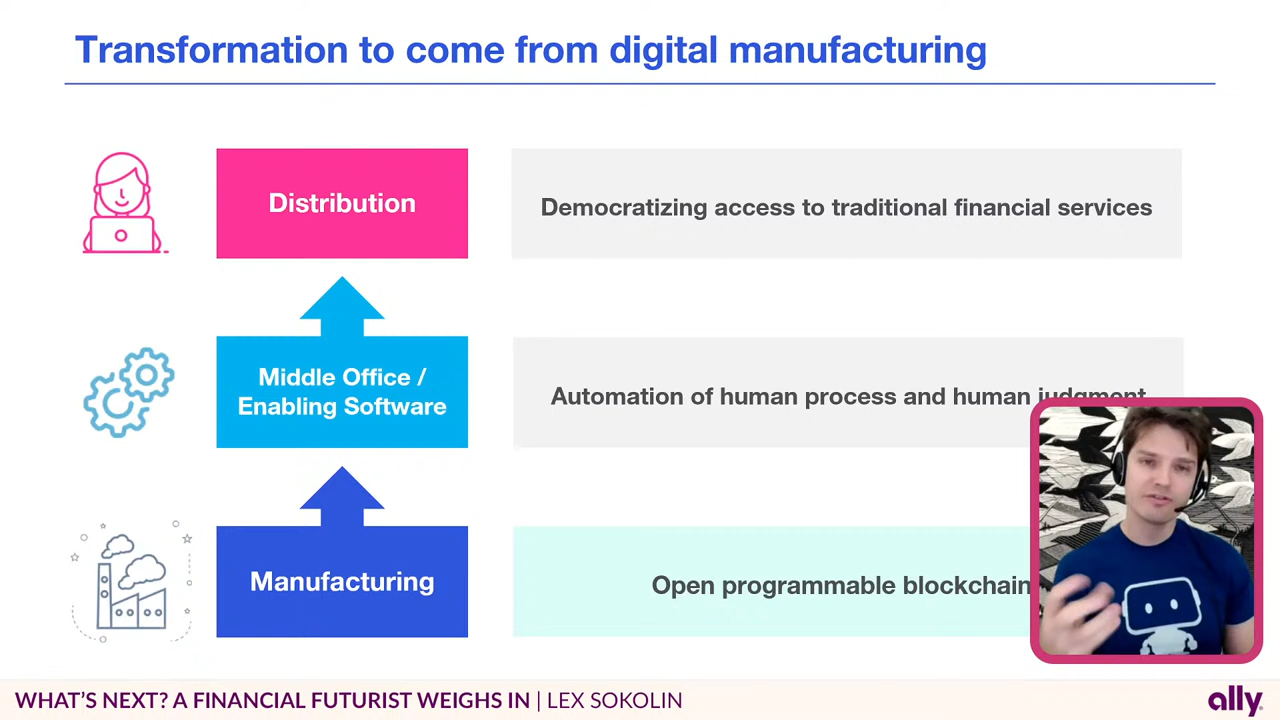 Transformation to come from digital manufacturing
Distribution
Democratizing access to traditional financial services
Middle Office /
Enabling Software
Automation of human process and human judgment
Manufacturing
Open programmable blockchain
WHAT'S NEXT? A FINANCIAL FUTURIST WEIGHS IN | LEX SOKOLIN
ally